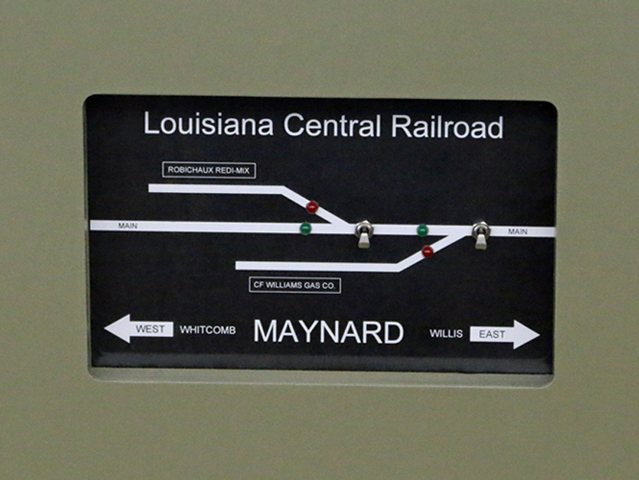 Louisiana Central Railroad
ROBICHAUX REDI-MIX
MAIN
MAIN
CF WILLIAMS GAS CO.
WEST WHITCOMB MAYNARD WILLIS EAST